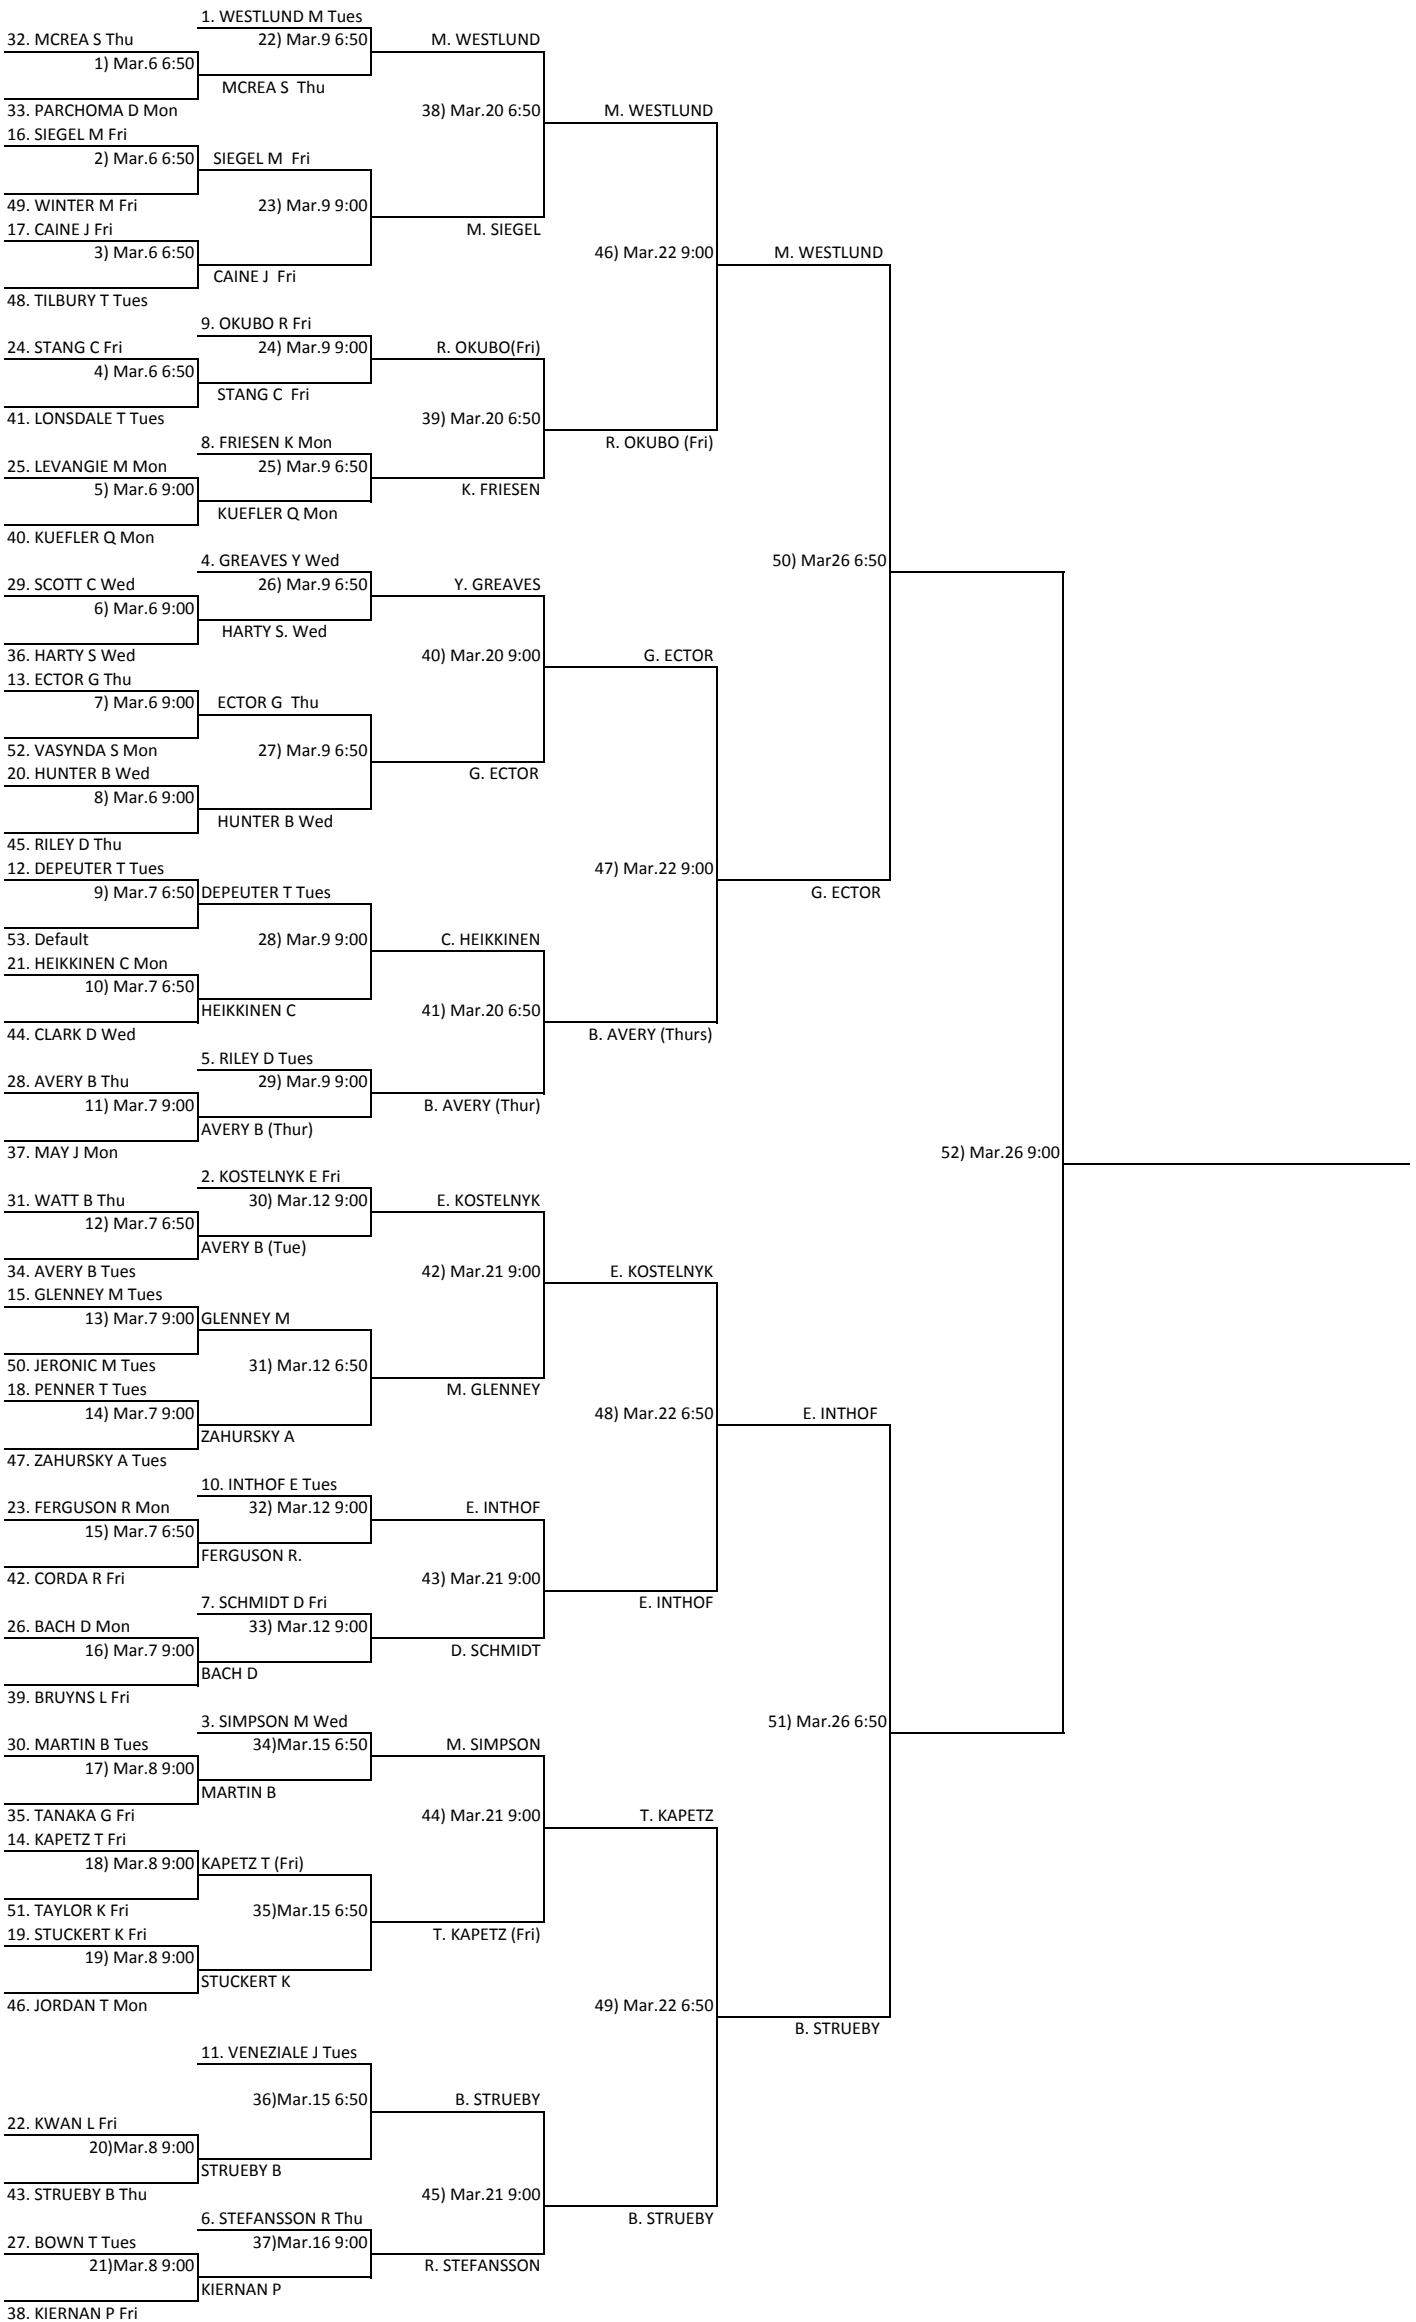 1. WESTLUND M Tues
32. MCREA S Thu
22) Mar.9 6:50
M. WESTLUND
1) Mar.6 6:50
MCREA S  Thu
33. PARCHOMA D Mon
38) Mar.20 6:50
M. WESTLUND
16. SIEGEL M Fri
2) Mar.6 6:50
SIEGEL M  Fri
49. WINTER M Fri
23) Mar.9 9:00
17. CAINE J Fri
M. SIEGEL
3) Mar.6 6:50
46) Mar.22 9:00
M. WESTLUND
CAINE J  Fri
48. TILBURY T Tues
9. OKUBO R Fri
24. STANG C Fri
24) Mar.9 9:00
R. OKUBO(Fri)
4) Mar.6 6:50
STANG C  Fri
41. LONSDALE T Tues
39) Mar.20 6:50
8. FRIESEN K Mon
R. OKUBO (Fri)
25. LEVANGIE M Mon
25) Mar.9 6:50
5) Mar.6 9:00
K. FRIESEN
KUEFLER Q Mon
40. KUEFLER Q Mon
4. GREAVES Y Wed
50) Mar26 6:50
29. SCOTT C Wed
26) Mar.9 6:50
Y. GREAVES
6) Mar.6 9:00
HARTY S. Wed
36. HARTY S Wed
40) Mar.20 9:00
G. ECTOR
13. ECTOR G Thu
7) Mar.6 9:00
ECTOR G  Thu
52. VASYNDA S Mon
27) Mar.9 6:50
20. HUNTER B Wed
G. ECTOR
8) Mar.6 9:00
HUNTER B Wed
45. RILEY D Thu
12. DEPEUTER T Tues
47) Mar.22 9:00
9) Mar.7 6:50
DEPEUTER T Tues
G. ECTOR
53. Default
28) Mar.9 9:00
C. HEIKKINEN
21. HEIKKINEN C Mon
10) Mar.7 6:50
HEIKKINEN C
41) Mar.20 6:50
44. CLARK D Wed
B. AVERY (Thurs)
5. RILEY D Tues
28. AVERY B Thu
29) Mar.9 9:00
11) Mar.7 9:00
B. AVERY (Thur)
AVERY B (Thur)
37. MAY J Mon
52) Mar.26 9:00
2. KOSTELNYK E Fri
31. WATT B Thu
30) Mar.12 9:00
E. KOSTELNYK
12) Mar.7 6:50
AVERY B (Tue)
34. AVERY B Tues
42) Mar.21 9:00
E. KOSTELNYK
15. GLENNEY M Tues
13) Mar.7 9:00
GLENNEY M
50. JERONIC M Tues
31) Mar.12 6:50
18. PENNER T Tues
M. GLENNEY
14) Mar.7 9:00
48) Mar.22 6:50
E. INTHOF
ZAHURSKY A
47. ZAHURSKY A Tues
10. INTHOF E Tues
23. FERGUSON R Mon
32) Mar.12 9:00
E. INTHOF
15) Mar.7 6:50
FERGUSON R.
42. CORDA R Fri
43) Mar.21 9:00
7. SCHMIDT D Fri
E. INTHOF
26. BACH D Mon
33) Mar.12 9:00
16) Mar.7 9:00
D. SCHMIDT
BACH D
39. BRUYNS L Fri
3. SIMPSON M Wed
51) Mar.26 6:50
30. MARTIN B Tues
34)Mar.15 6:50
M. SIMPSON
17) Mar.8 9:00
MARTIN B
35. TANAKA G Fri
44) Mar.21 9:00
T. KAPETZ
14. KAPETZ T Fri
18) Mar.8 9:00
KAPETZ T (Fri)
51. TAYLOR K Fri
35)Mar.15 6:50
19. STUCKERT K Fri
T. KAPETZ (Fri)
19) Mar.8 9:00
STUCKERT K
46. JORDAN T Mon
49) Mar.22 6:50
B. STRUEBY
11. VENEZIALE J Tues
36)Mar.15 6:50
B. STRUEBY
22. KWAN L Fri
20)Mar.8 9:00
STRUEBY B
43. STRUEBY B Thu
45) Mar.21 9:00
6. STEFANSSON R Thu
B. STRUEBY
27. BOWN T Tues
37)Mar.16 9:00
21)Mar.8 9:00
R. STEFANSSON
KIERNAN P
38. KIERNAN P Fri